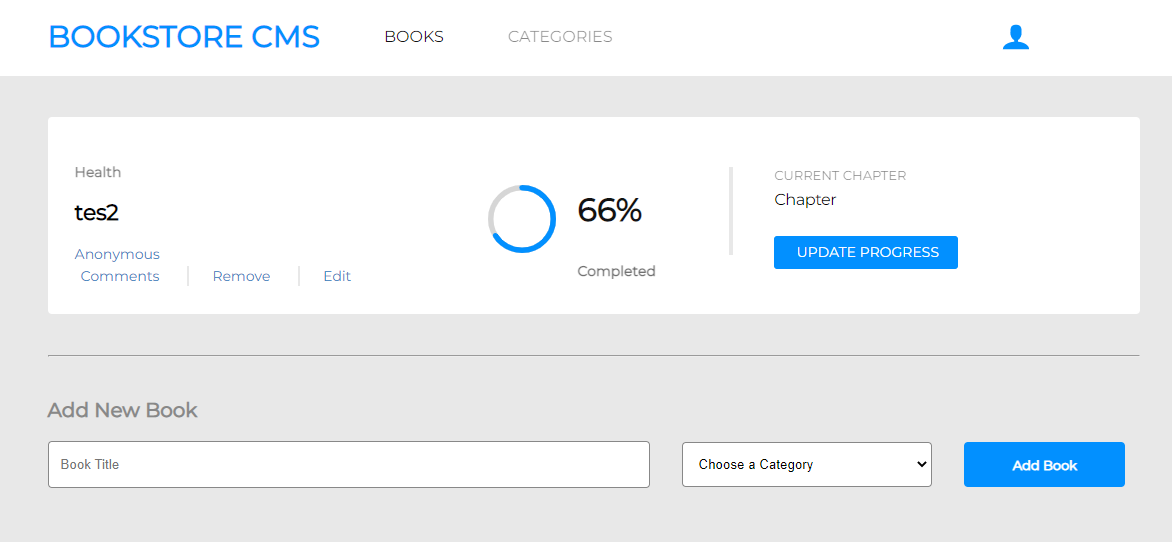 BOOKSTORE CMS BOOKS CATEGORIES
Health
tes2
Anonymous
Comments Remove Edit
66%
Completed
CURRENT CHAPTER
Chapter
UPDATE PROGRESS
Add New Book
Book Title Choose a Category Add Book